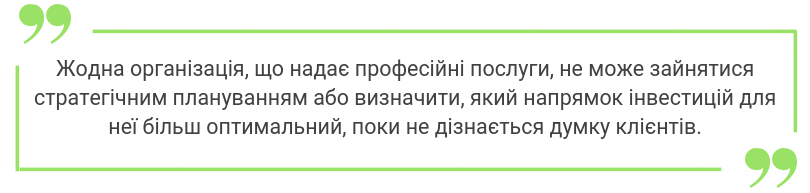 Жодна організація, що надає професійні послуги, не може зайнятися
стратегічним плануванням або визначити, який напрямок інвестицій для
неї більш оптимальний, поки не дізнається думку клієнтів.